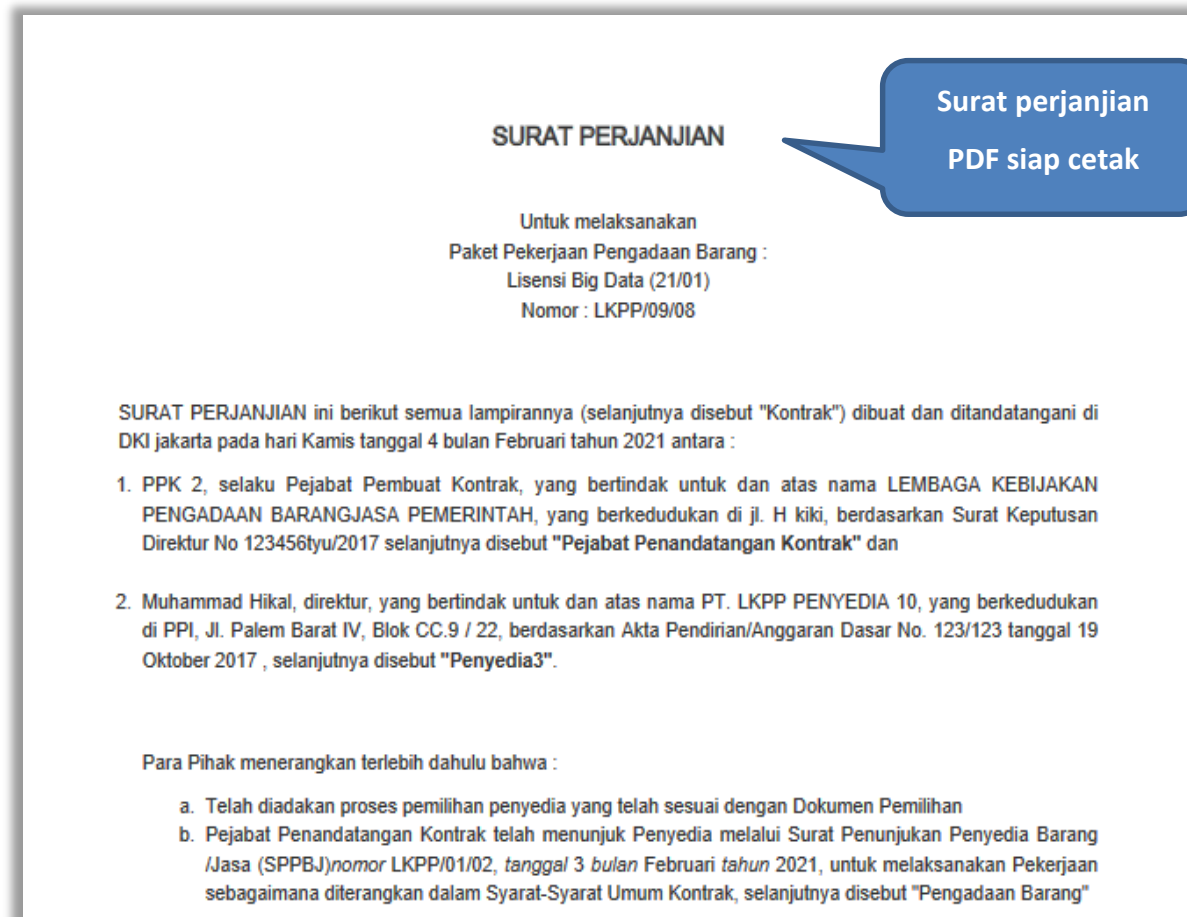 Surat perjanjian
PDF siap cetak
SURAT PERJANJIAN
Untuk melaksanakan
Paket Pekerjaan Pengadaan Barang :
Lisensi Big Data (21/01)
Nomor : LKPP/09/08
SURAT PERJANJIAN ini berikut semua lampirannya (selanjutnya disebut "Kontrak") dibuat dan ditandatangani di
DKI jakarta pada hari Kamis tanggal 4 bulan Februari tahun 2021 antara :
1. PPK 2, selaku Pejabat Pembuat Kontrak, yang bertindak untuk dan atas nama LEMBAGA KEBIJAKAN
PENGADAAN BARANGJASA PEMERINTAH, yang berkedudukan di jl. H kiki, berdasarkan Surat Keputusan
Direktur No 123456tyu/2017 selanjutnya disebut "Pejabat Penandatangan Kontrak" dan
2. Muhammad Hikal, direktur, yang bertindak untuk dan atas nama PT. LKPP PENYEDIA 10, yang berkedudukan
di PPI, Jl. Palem Barat IV, Blok CC.9 / 22, berdasarkan Akta Pendirian/Anggaran Dasar No. 123/123 tanggal 19
Oktober 2017 , selanjutnya disebut "Penyedia3".
Para Pihak menerangkan terlebih dahulu bahwa :
a. Telah diadakan proses pemilihan penyedia yang telah sesuai dengan Dokumen Pemilihan
b. Pejabat Penandatangan Kontrak telah menunjuk Penyedia melalui Surat Penunjukan Penyedia Barang
/Jasa (SPPBJ)nomor LKPP/01/02, tanggal 3 bulan Februari tahun 2021, untuk melaksanakan Pekerjaan
sebagaimana diterangkan dalam Syarat-Syarat Umum Kontrak, selanjutnya disebut "Pengadaan Barang"